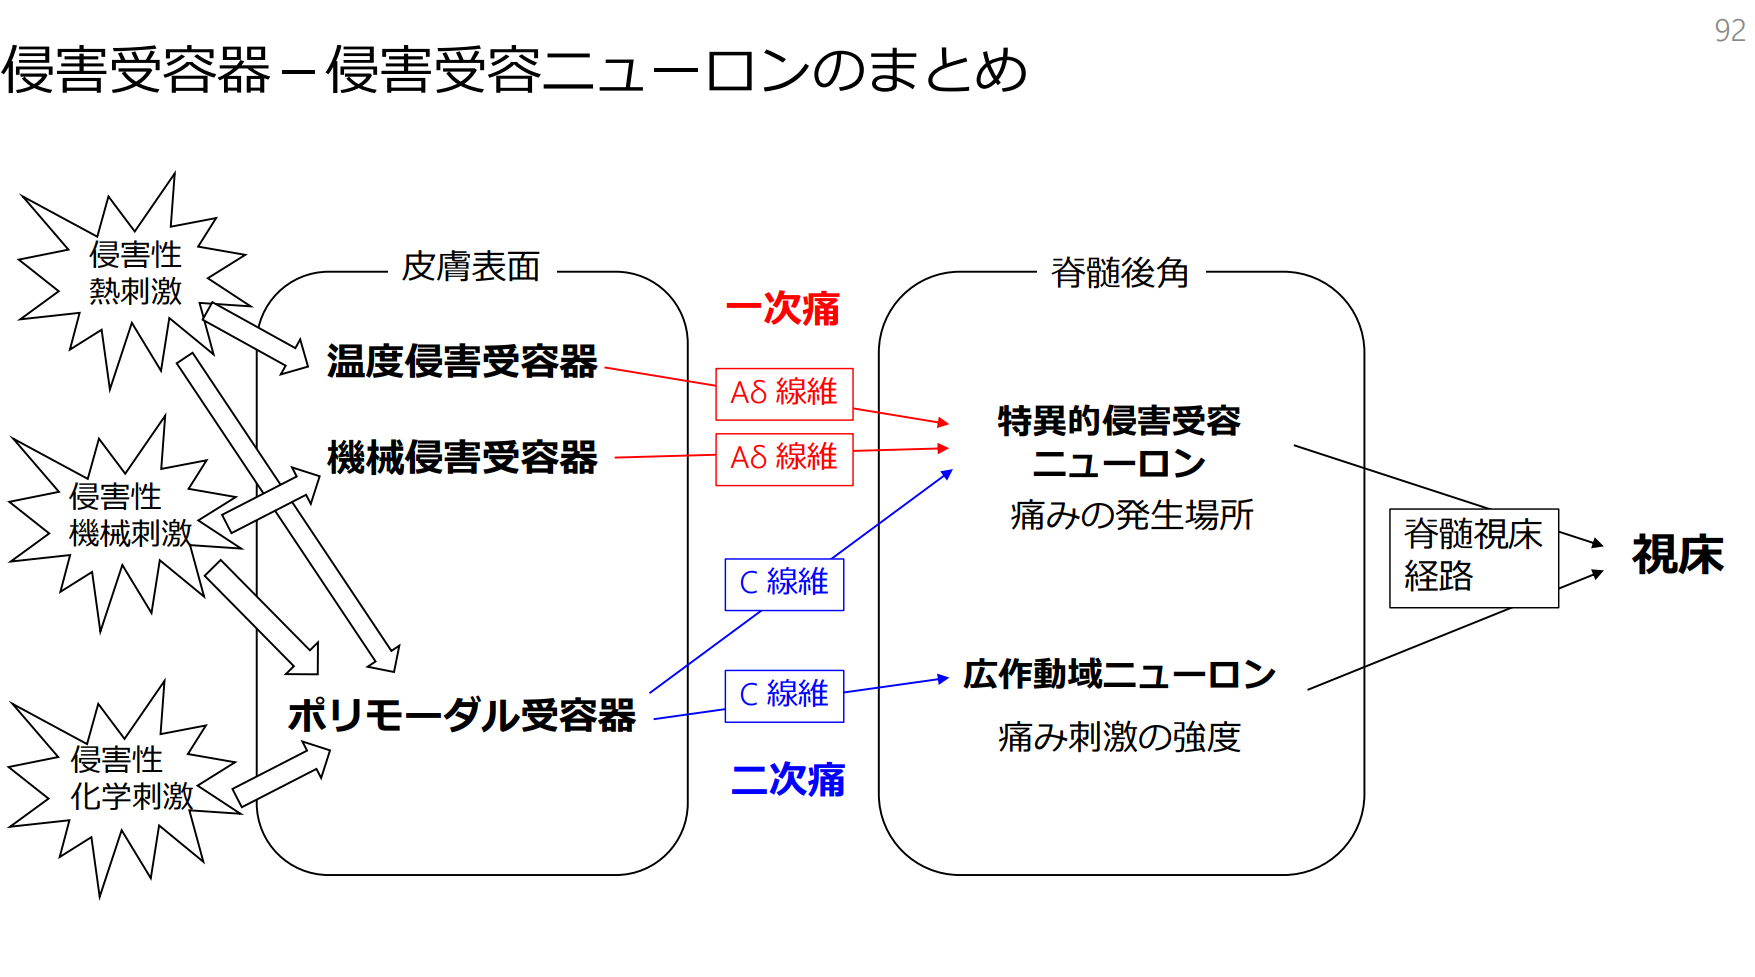 92
侵害受容器 – 侵害受容ニューロンのまとめ
侵害性
熱刺激
侵害性
機械刺激
侵害性
化学刺激
皮膚表面
温度侵害受容器
機械侵害受容器
ポリモーダル受容器
一次痛
Aδ 線維
Aδ 線維
C 線維
C 線維
二次痛
脊髄後角
特異的侵害受容
ニューロン
痛みの発生場所
広作動域ニューロン
痛み刺激の強度
脊髄視床
経路
視床